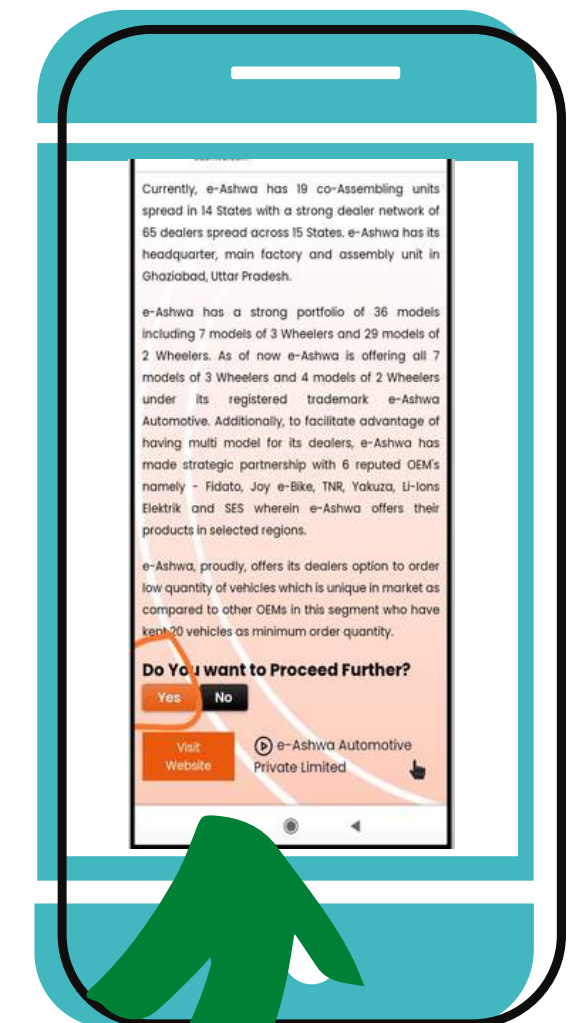 Currently, e-Ashwa has 19 co-Assembling units
spread in 14 States with a strong dealer network of
65 dealers spread across 15 States. e-Ashwa has its
headquarter, main factory and assembly unit in
Ghaziabad, Uttar Pradesh.
e-Ashwa has a strong portfolio of 36 models
including 7 models of 3 Wheelers and 29 models of
2 Wheelers. As of now e-Ashwa is offering all 7
models of 3 Wheelers and 4 models of 2 Wheelers
under its registered trademark e-Ashwa
Automotive. Additionally, to facilitate advantage of
having multi model for its dealers, e-Ashwa has
made strategic partnership with 6 reputed OEM's
namely - Fidato, Joy e-Bike, TNR, Yakuza, Li-Ions
Elektrik and SES wherein e-Ashwa offers their
products in selected regions.
e-Ashwa, proudly, offers its dealers option to order
low quantity of vehicles which is unique in market as
compared to other OEMs in this segment who have
kept 20 vehicles as minimum order quantity.
Do You want to Proceed Further?
Yes No
Visit Website
e-Ashwa Automotive
Private Limited